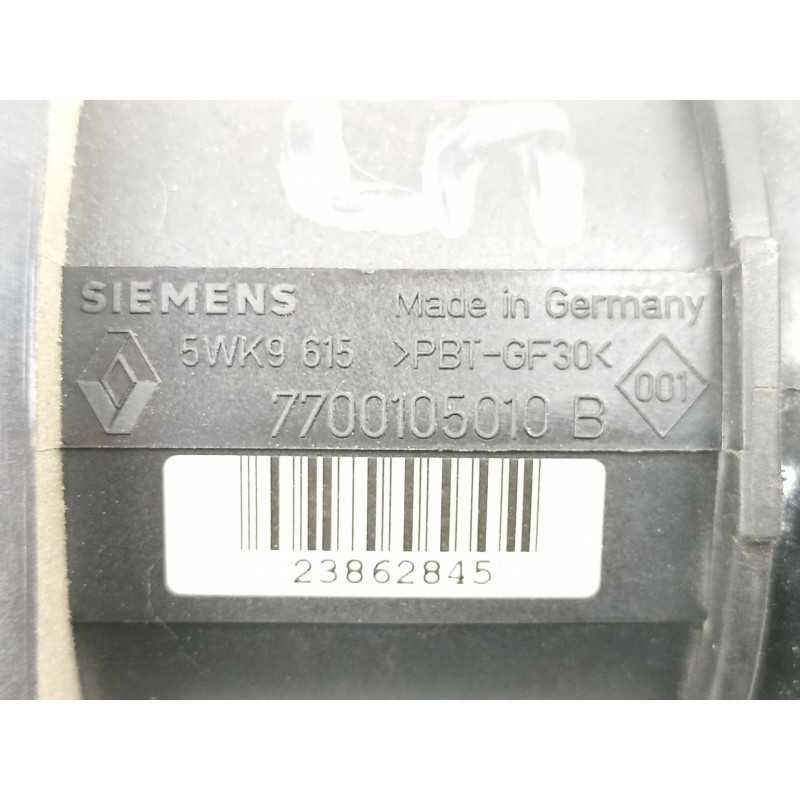 SIEMENS Made in Germany
5WK9 615 >PBT-GF30< 001
7700105010 B
23862845